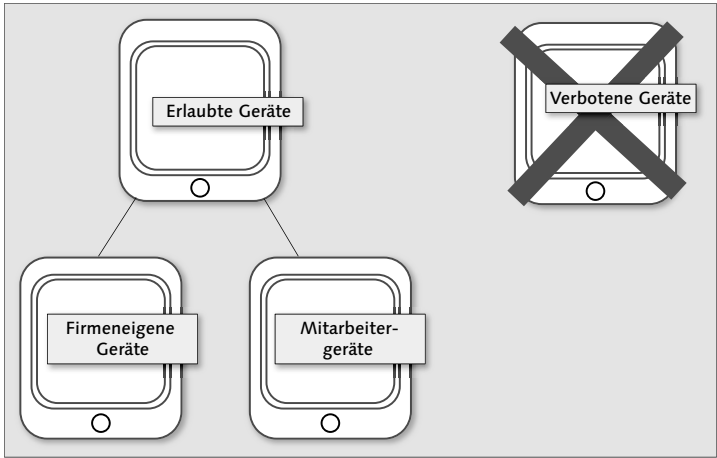 Erlaubte Geräte
Verbotene Geräte
Firmeneigene
Geräte
Mitarbeiter-
geräte